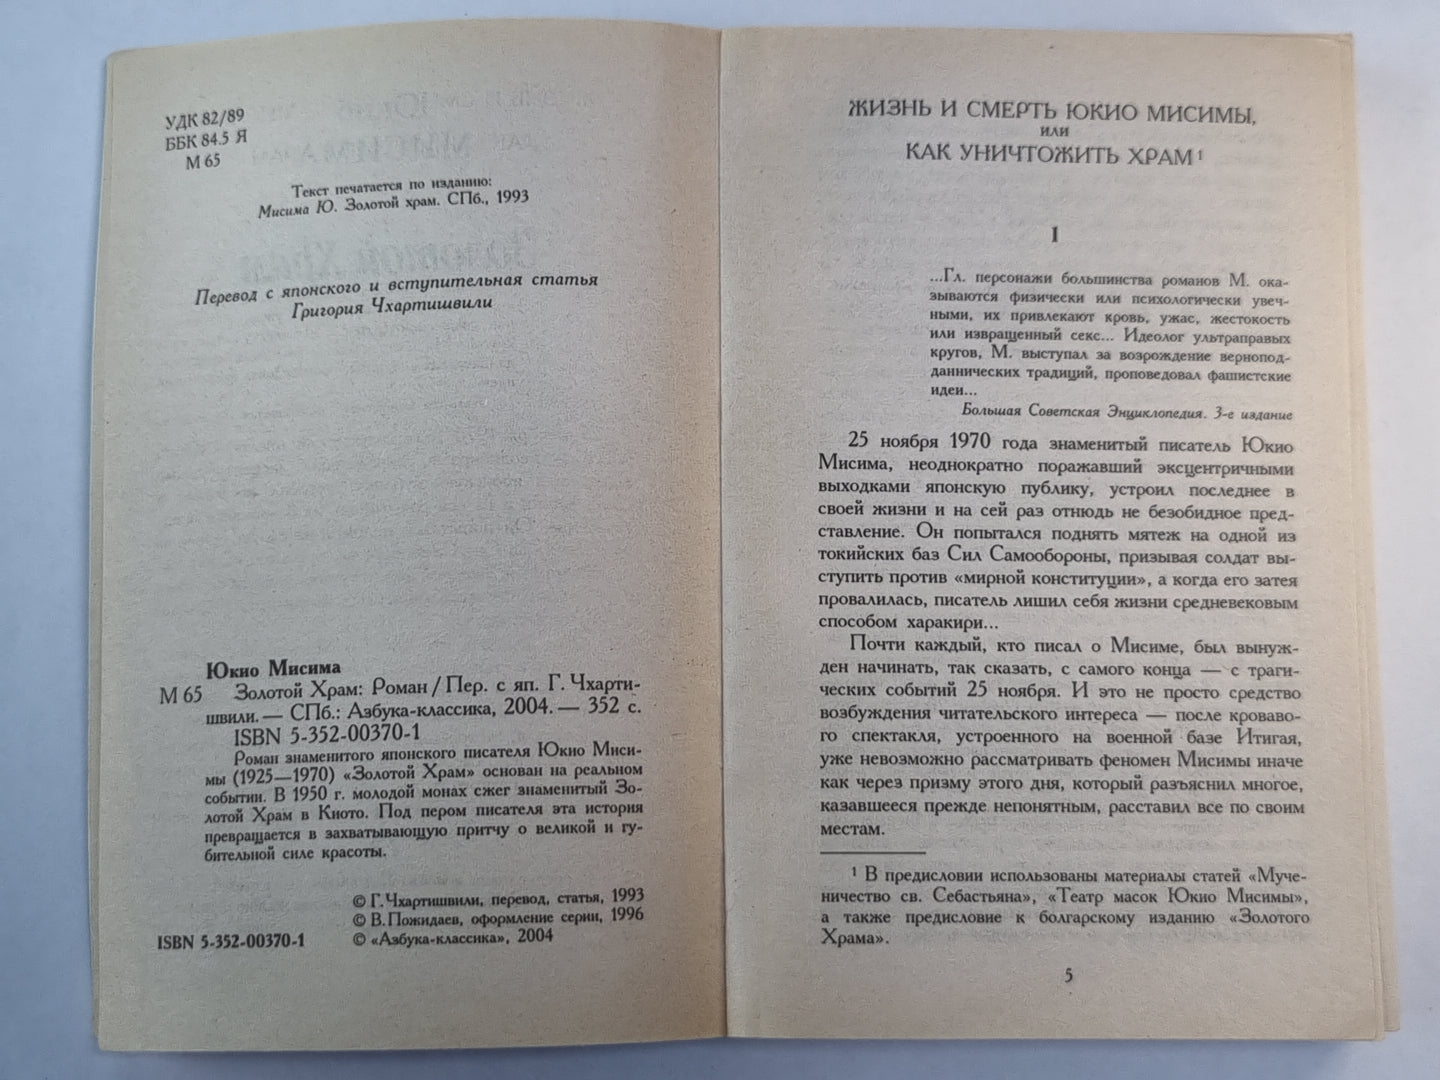 УДК 82/89
ББК 84.5 Я
М 65
Текст печатается по изданию:
Мисима Ю. Золотой храм. СПб., 1993
Перевод с японского и вступительная статья
Григория Чхартишвили
Юкио Мисима
М 65 Золотой Храм: Роман / Пер. с яп. Г. Чхарти-
швили. — СПб.: Азбука-классика, 2004. — 352 с.
ISBN 5-352-00370-1
Роман знаменитого японского писателя Юкио Миси-
мы (1925—1970) «Золотой Храм» основан на реальном
событии. В 1950 г. молодой монах сжег знаменитый Зо-
лотой Храм в Киото. Под пером писателя эта история
превращается в захватывающую притчу о великой и гу-
бительной силе красоты.
© Г. Чхартишвили, перевод, статья, 1993
© В. Пожидаев, оформление серии, 1996
ISBN 5-352-00370-1 © «Азбука-классика», 2004
ЖИЗНЬ И СМЕРТЬ ЮКИО МИСИМЫ,
ИЛИ
КАК УНИЧТОЖИТЬ ХРАМ ¹
I
...Гл. персонажи большинства романов М. ока-
зываются физически или психологически увеч-
ными, их привлекают кровь, ужас, жестокость
или извращенный секс... Идеолог ультраправых
кругов, М. выступал за возрождение вернопод-
даннических традиций, проповедовал фашистские
идеи...
Большая Советская Энциклопедия. 3-е издание
25 ноября 1970 года знаменитый писатель Юкио
Мисима, неоднократно поражавший эксцентричными
выходками японскую публику, устроил последнее в
своей жизни и на сей раз отнюдь не безобидное пред-
ставление. Он попытался поднять мятеж на одной из
токийских баз Сил Самообороны, призывая солдат вы-
ступить против «мирной конституции», а когда его затея
провалилась, писатель лишил себя жизни средневековым
способом харакири...
Почти каждый, кто писал о Мисиме, был вынуж-
ден начинать, так сказать, с самого конца — с траги-
ческих событий 25 ноября. И это не просто средство
возбуждения читательского интереса — после кроваво-
го спектакля, устроенного на военной базе Итигая,
уже невозможно рассматривать феномен Мисимы иначе
как через призму этого дня, который разъяснил многое,
казавшееся прежде непонятным, расставил все по своим
местам.
¹ В предисловии использованы материалы статей «Муче-
ничество св. Себастьяна», «Театр масок Юкио Мисимы»,
а также предисловие к болгарскому изданию «Золотого
Храма».
5